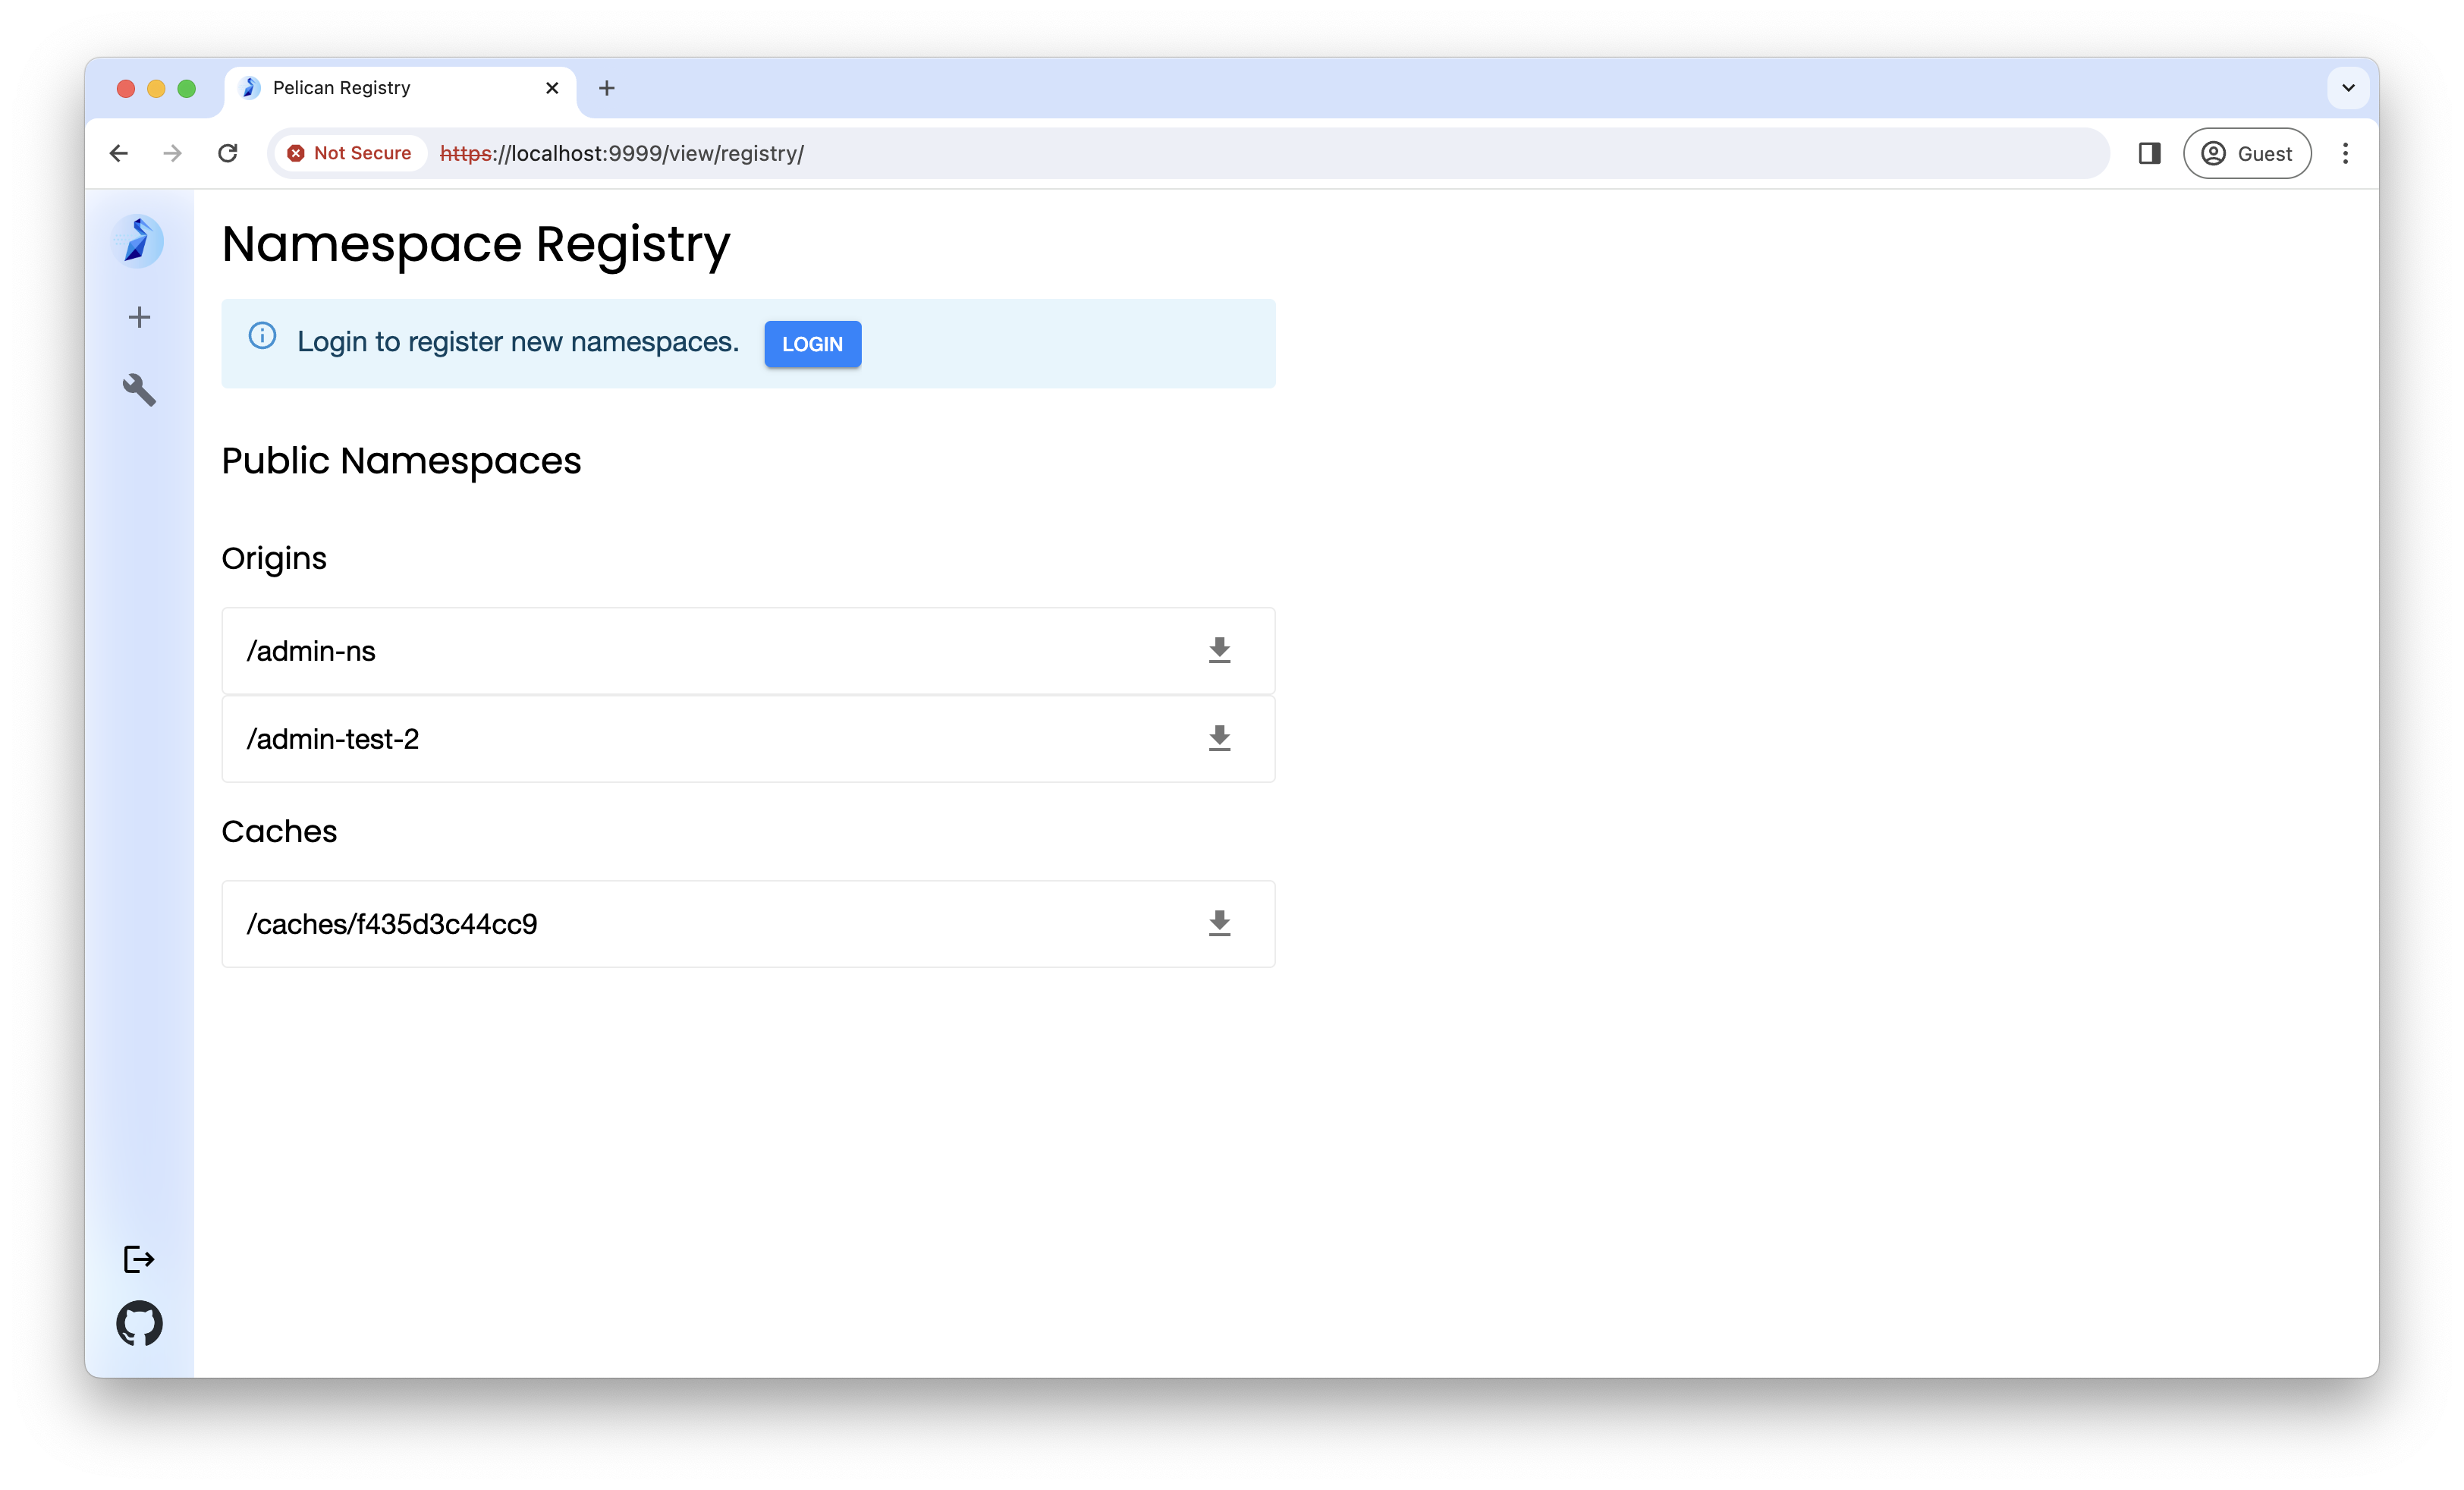 Pelican Registry
Not Secure https://localhost:9999/view/registry/
Guest
Namespace Registry
Login to register new namespaces. LOGIN
Public Namespaces
Origins
/admin-ns
/admin-test-2
Caches
/caches/f435d3c44cc9